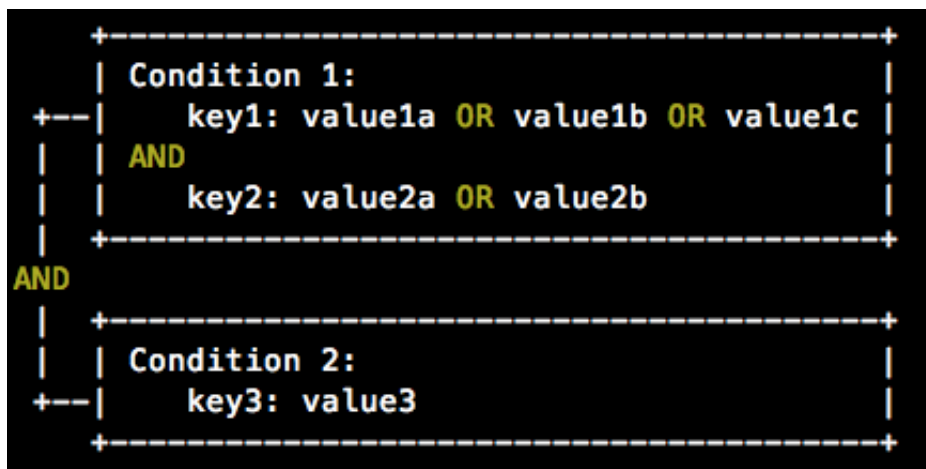 Condition 1:
key1: value1a OR value1b OR value1c
AND
key2: value2a OR value2b
AND
Condition 2:
key3: value3